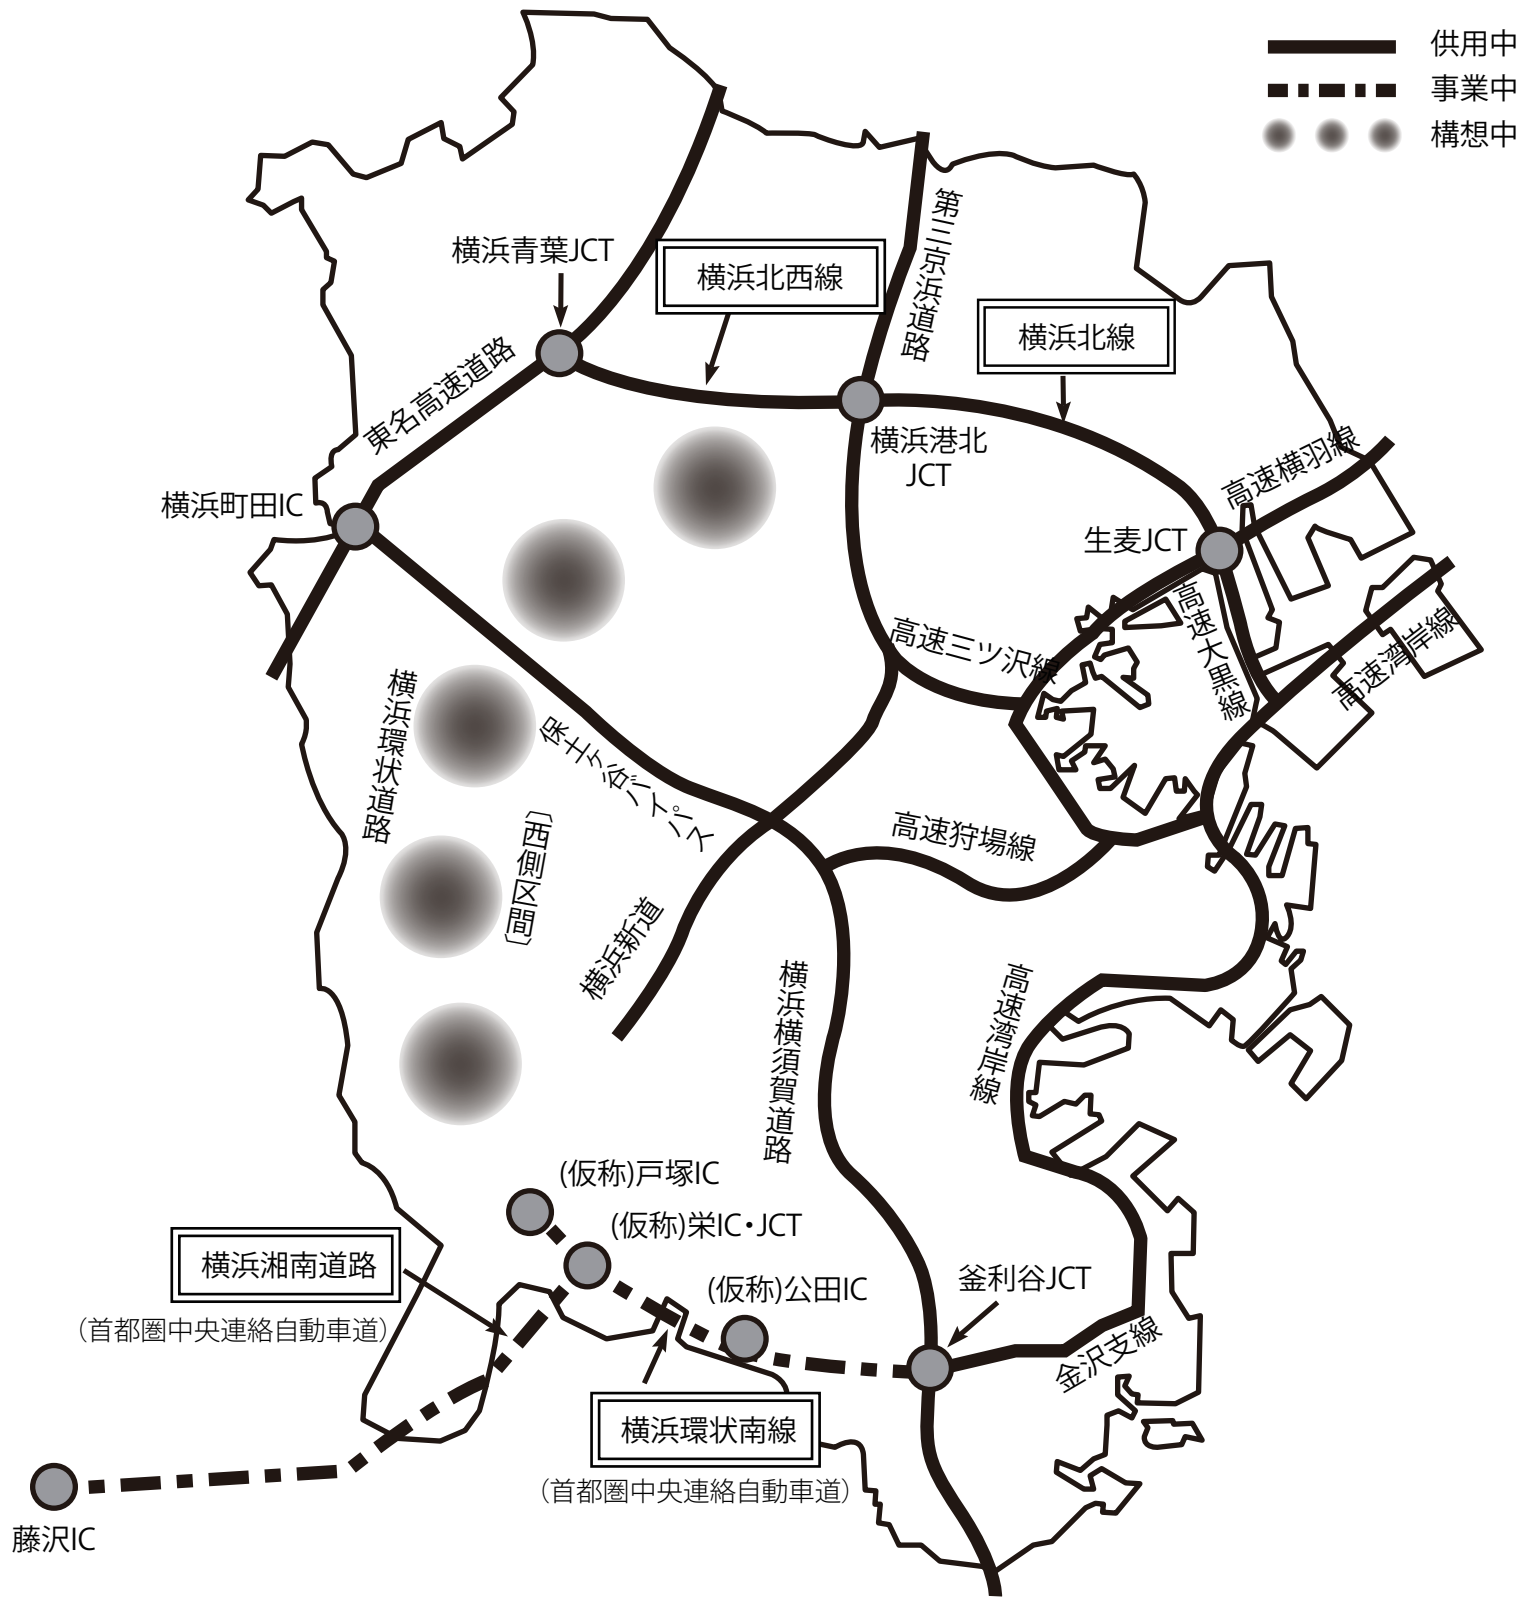 供用中
事業中
構想中
横浜青葉JCT
横浜北西線
第三京浜道路
横浜北線
東名高速道路
横浜港北
JCT
高速横羽線
横浜町田IC
生麦JCT
高速大黒線
高速湾岸線
高速三ツ沢線
横浜環状道路
保土ヶ谷バイパス
〔西側区間〕
高速狩場線
横浜新道
横浜横須賀道路
高速湾岸線
(仮称)戸塚IC
(仮称)栄IC・JCT
横浜湘南道路
（首都圏中央連絡自動車道）
(仮称)公田IC
釜利谷JCT
金沢支線
横浜環状南線
（首都圏中央連絡自動車道）
藤沢IC